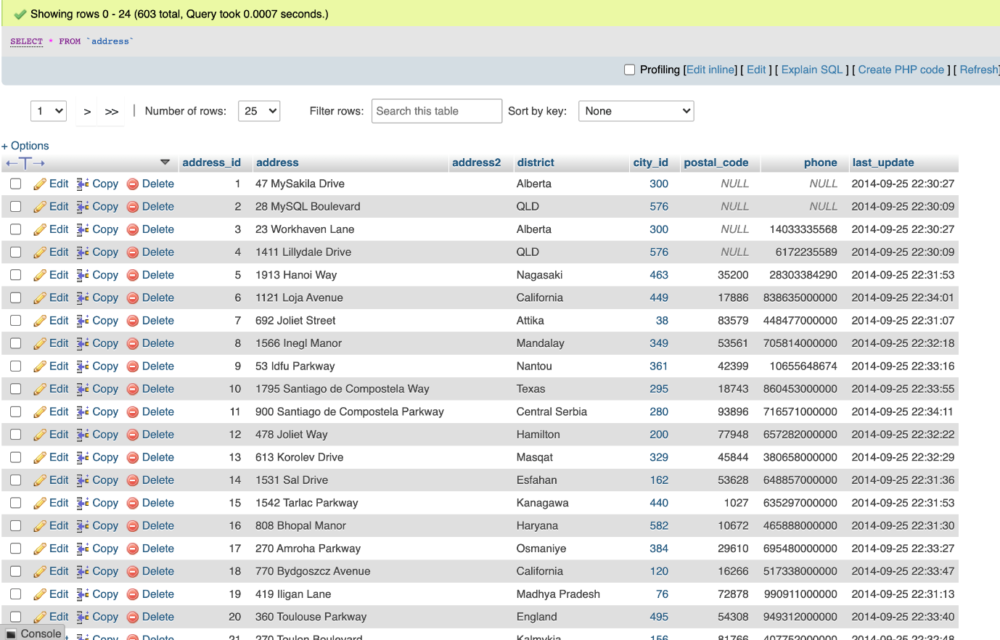 Showing rows 0 - 24 (603 total, Query took 0.0007 seconds.)
SELECT * FROM `address`
Profiling [Edit inline] [ Edit ] [ Explain SQL ] [ Create PHP code ] [ Refresh]
1 > >> | Number of rows: 25 Filter rows: Search this table Sort by key: None
+ Options
←T→ address_id address address2 district city_id postal_code phone last_update
Edit Copy Delete 1 47 MySakila Drive Alberta 300 NULL NULL 2014-09-25 22:30:27
Edit Copy Delete 2 28 MySQL Boulevard QLD 576 NULL NULL 2014-09-25 22:30:09
Edit Copy Delete 3 23 Workhaven Lane Alberta 300 NULL 14033335568 2014-09-25 22:30:27
Edit Copy Delete 4 1411 Lillydale Drive QLD 576 NULL 6172235589 2014-09-25 22:30:09
Edit Copy Delete 5 1913 Hanoi Way Nagasaki 463 35200 28303384290 2014-09-25 22:31:53
Edit Copy Delete 6 1121 Loja Avenue California 449 17886 838635000000 2014-09-25 22:34:01
Edit Copy Delete 7 692 Joliet Street Attika 38 83579 448477000000 2014-09-25 22:31:07
Edit Copy Delete 8 1566 Inegl Manor Mandalay 349 53561 705814000000 2014-09-25 22:32:18
Edit Copy Delete 9 53 Idfu Parkway Nantou 361 42399 10655648674 2014-09-25 22:33:16
Edit Copy Delete 10 1795 Santiago de Compostela Way Texas 295 18743 860453000000 2014-09-25 22:33:55
Edit Copy Delete 11 900 Santiago de Compostela Parkway Central Serbia 280 93896 716571000000 2014-09-25 22:34:11
Edit Copy Delete 12 478 Joliet Way Hamilton 200 77948 657282000000 2014-09-25 22:32:22
Edit Copy Delete 13 613 Korolev Drive Masqat 329 45844 380658000000 2014-09-25 22:32:29
Edit Copy Delete 14 1531 Sal Drive Esfahan 162 53628 648857000000 2014-09-25 22:31:36
Edit Copy Delete 15 1542 Tarlac Parkway Kanagawa 440 1027 635297000000 2014-09-25 22:31:53
Edit Copy Delete 16 808 Bhopal Manor Haryana 582 10672 465888000000 2014-09-25 22:31:30
Edit Copy Delete 17 270 Amroha Parkway Osmaniye 384 29610 695480000000 2014-09-25 22:33:27
Edit Copy Delete 18 770 Bydgoszcz Avenue California 120 16266 517338000000 2014-09-25 22:33:47
Edit Copy Delete 19 419 Iligan Lane Madhya Pradesh 76 72878 990911000000 2014-09-25 22:31:13
Edit Copy Delete 20 360 Toulouse Parkway England 495 54308 949312000000 2014-09-25 22:33:40
Console
Copy Delete 21 270 Toulon Boulevard Kalmykia 156 81766 407752000000 2014-09-25 22:32:48